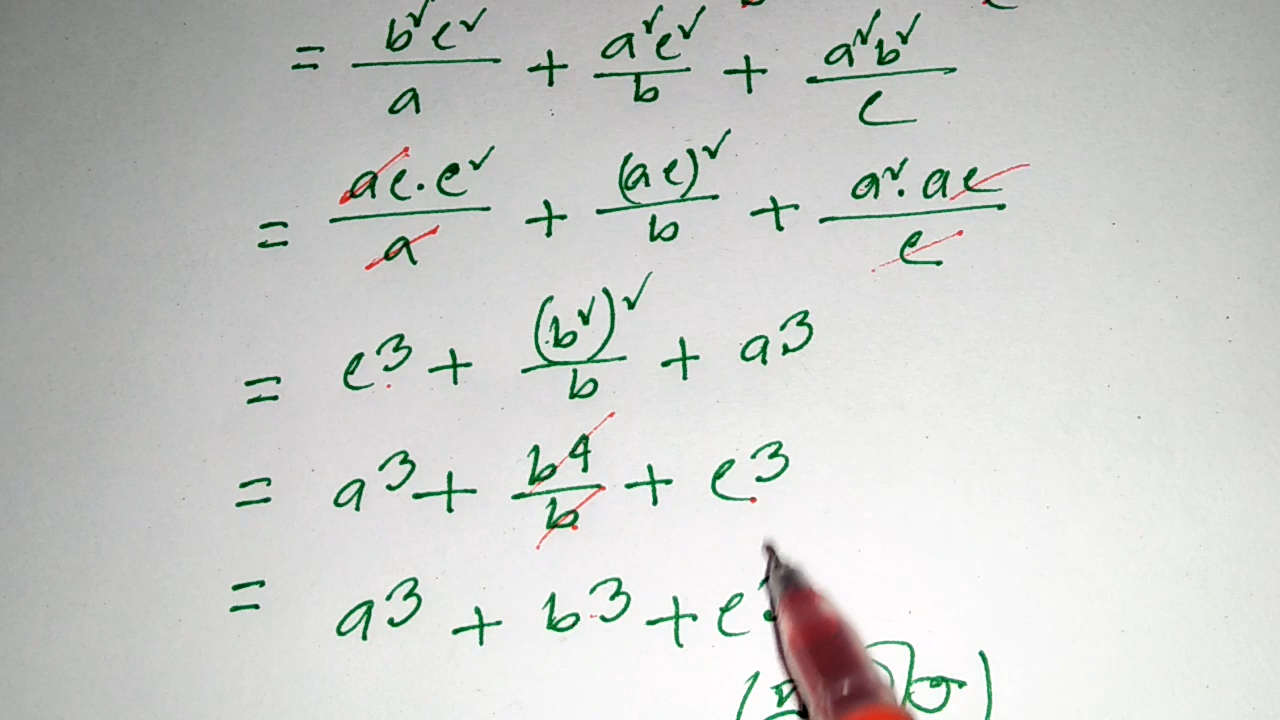 = b²c²/a + a²c²/b + a²b²/c
= ac·c²/a + (ac)²/b + a²·ac/c
= c³ + (b²)²/b + a³
= a³ + b⁴/b + c³
= a³ + b³ + c